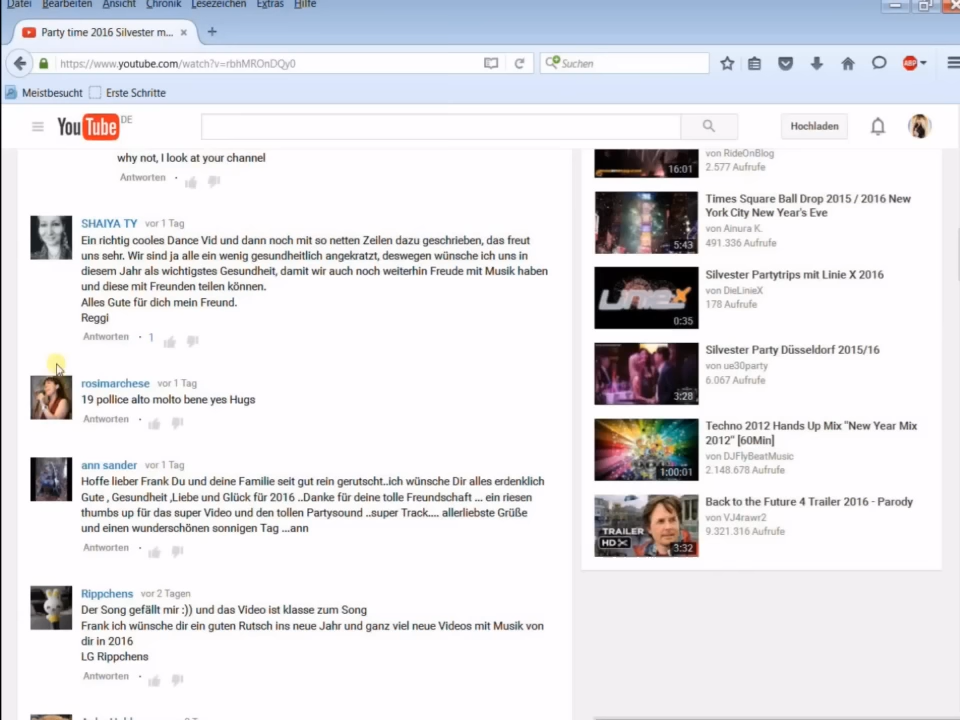 Datei Bearbeiten Ansicht Chronik Lesezeichen Extras Hilfe
Party time 2016 Silvester m...
https://www.youtube.com/watch?v=rbhMROnDQy0
Suchen
ABP
Meistbesucht Erste Schritte
YouTube DE
Hochladen
why not, I look at your channel
Antworten ·
SHAIYA TY vor 1 Tag
Ein richtig cooles Dance Vid und dann noch mit so netten Zeilen dazu geschrieben, das freut
uns sehr. Wir sind ja alle ein wenig gesundheitlich angekratzt, deswegen wünsche ich uns in
diesem Jahr als wichtigstes Gesundheit, damit wir auch noch weiterhin Freude mit Musik haben
und diese mit Freunden teilen können.
Alles Gute für dich mein Freund.
Reggi
Antworten · 1
rosimarchese vor 1 Tag
19 pollice alto molto bene yes Hugs
Antworten ·
ann sander vor 1 Tag
Hoffe lieber Frank Du und deine Familie seit gut rein gerutscht..ich wünsche Dir alles erdenklich
Gute , Gesundheit ,Liebe und Glück für 2016 ..Danke für deine tolle Freundschaft ... ein riesen
thumbs up für das super Video und den tollen Partysound ..super Track.... allerliebste Grüße
und einen wunderschönen sonnigen Tag ...ann
Antworten ·
Rippchens vor 2 Tagen
Der Song gefällt mir :)) und das Video ist klasse zum Song
Frank ich wünsche dir ein guten Rutsch ins neue Jahr und ganz viel neue Videos mit Musik von
dir in 2016
LG Rippchens
Antworten ·
16:01
von RideOnBlog
2.577 Aufrufe
5:43
Times Square Ball Drop 2015 / 2016 New
York City New Year's Eve
von Ainura K.
491.336 Aufrufe
LINIE X
0:35
Silvester Partytrips mit Linie X 2016
von DieLinieX
178 Aufrufe
3:28
Silvester Party Düsseldorf 2015/16
von ue30party
6.067 Aufrufe
1:00:01
Techno 2012 Hands Up Mix "New Year Mix
2012" [60Min]
von DJFlyBeatMusic
2.148.678 Aufrufe
TRAILER
HD
3:32
Back to the Future 4 Trailer 2016 - Parody
von VJ4rawr2
9.321.316 Aufrufe